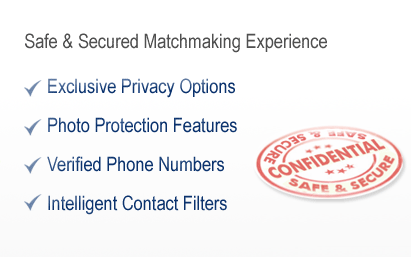 Safe & Secured Matchmaking Experience
Exclusive Privacy Options
Photo Protection Features
Verified Phone Numbers
Intelligent Contact Filters
SAFE & SECURE
CONFIDENTIAL
SAFE & SECURE